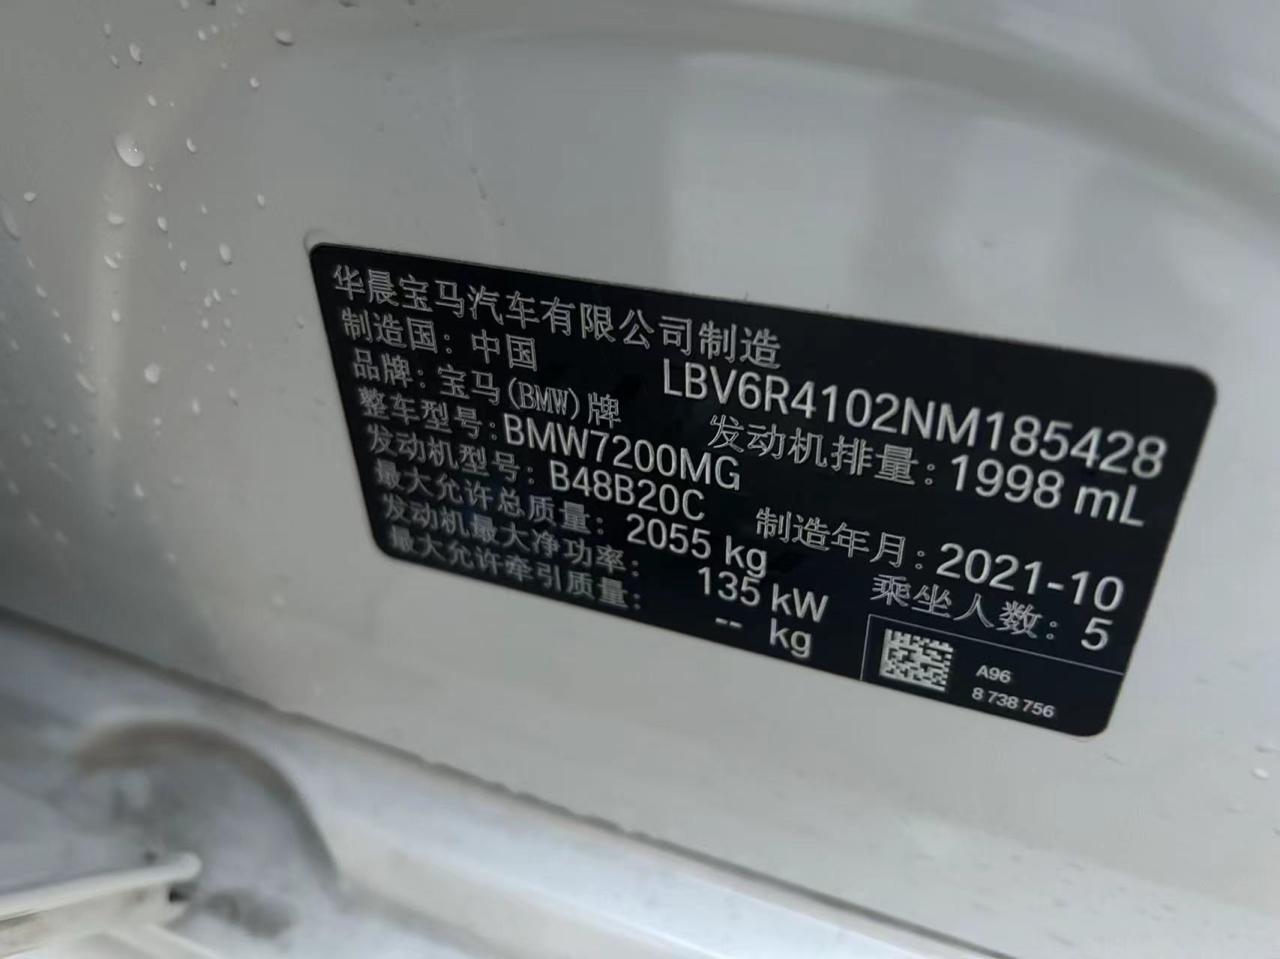 华晨宝马汽车有限公司制造
制造国：中国
LBV6R4102NM185428
品牌：宝马(BMW)牌
发动机排量：1998 mL
整车型号：BMW7200MG
发动机型号：B48B20C
制造年月：2021-10
最大允许总质量：2055 kg
乘坐人数：5
发动机最大净功率：135 kW
最大允许牵引质量：-- kg
A96
8 738 756